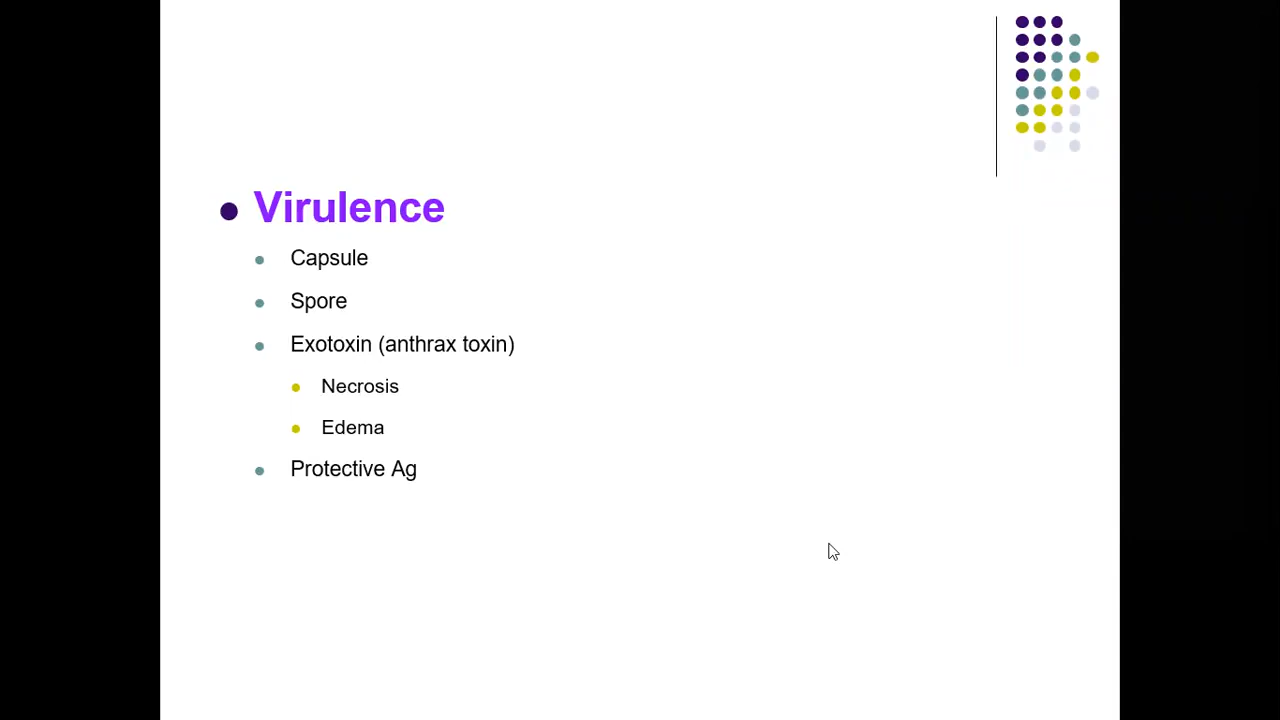 Virulence
Capsule
Spore
Exotoxin (anthrax toxin)
Necrosis
Edema
Protective Ag